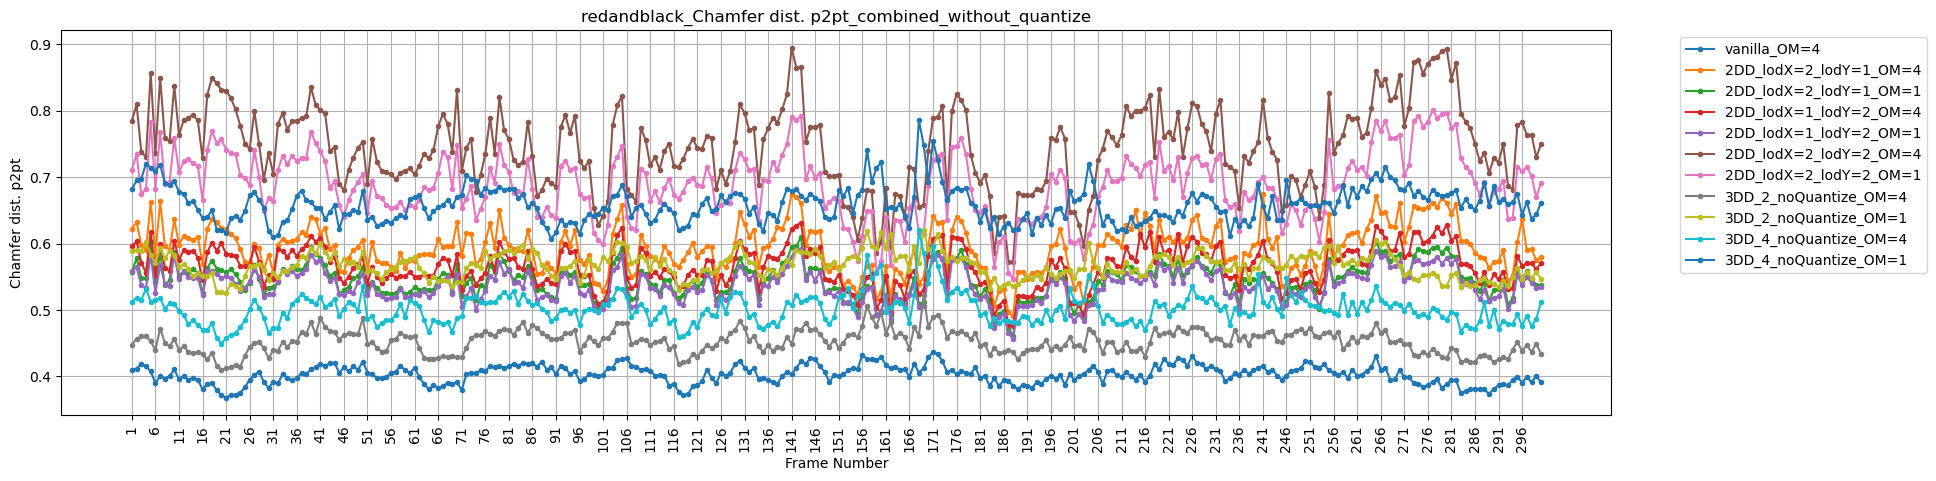 redandblack_Chamfer dist. p2pt_combined_without_quantize
Chamfer dist. p2pt
0.9
0.8
0.7
0.6
0.5
0.4
1 6 11 16 21 26 31 36 41 46 51 56 61 66 71 76 81 86 91 96 101 106 111 116 121 126 131 136 141 146 151 156 161 166 171 176 181 186 191 196 201 206 211 216 221 226 231 236 241 246 251 256 261 266 271 276 281 286 291 296
Frame Number
vanilla_OM=4
2DD_lodX=2_lodY=1_OM=4
2DD_lodX=2_lodY=1_OM=1
2DD_lodX=1_lodY=2_OM=4
2DD_lodX=1_lodY=2_OM=1
2DD_lodX=2_lodY=2_OM=4
2DD_lodX=2_lodY=2_OM=1
3DD_2_noQuantize_OM=4
3DD_2_noQuantize_OM=1
3DD_4_noQuantize_OM=4
3DD_4_noQuantize_OM=1